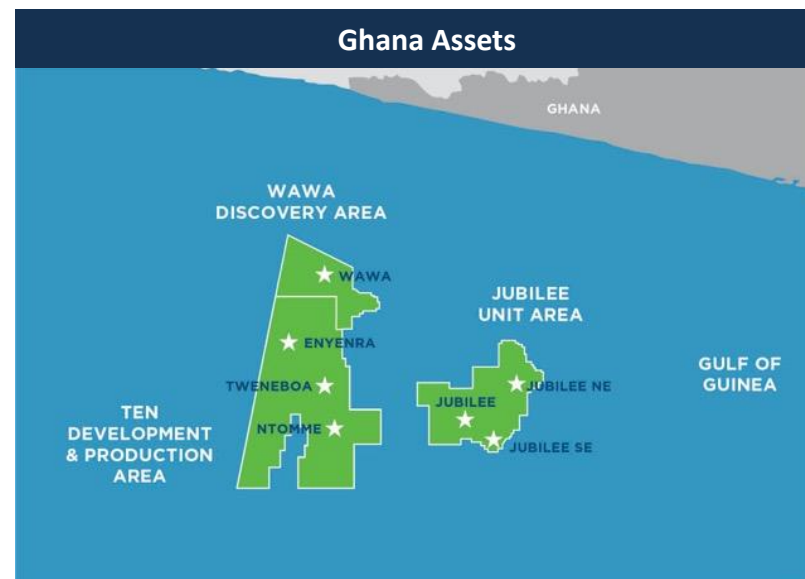 Ghana Assets
GHANA
WAWA
DISCOVERY AREA
WAWA
JUBILEE
UNIT AREA
ENYENRA
GULF OF
GUINEA
TWENEBOA
JUBILEE NE
JUBILEE
TEN
DEVELOPMENT
& PRODUCTION
AREA
NTOMME
JUBILEE SE